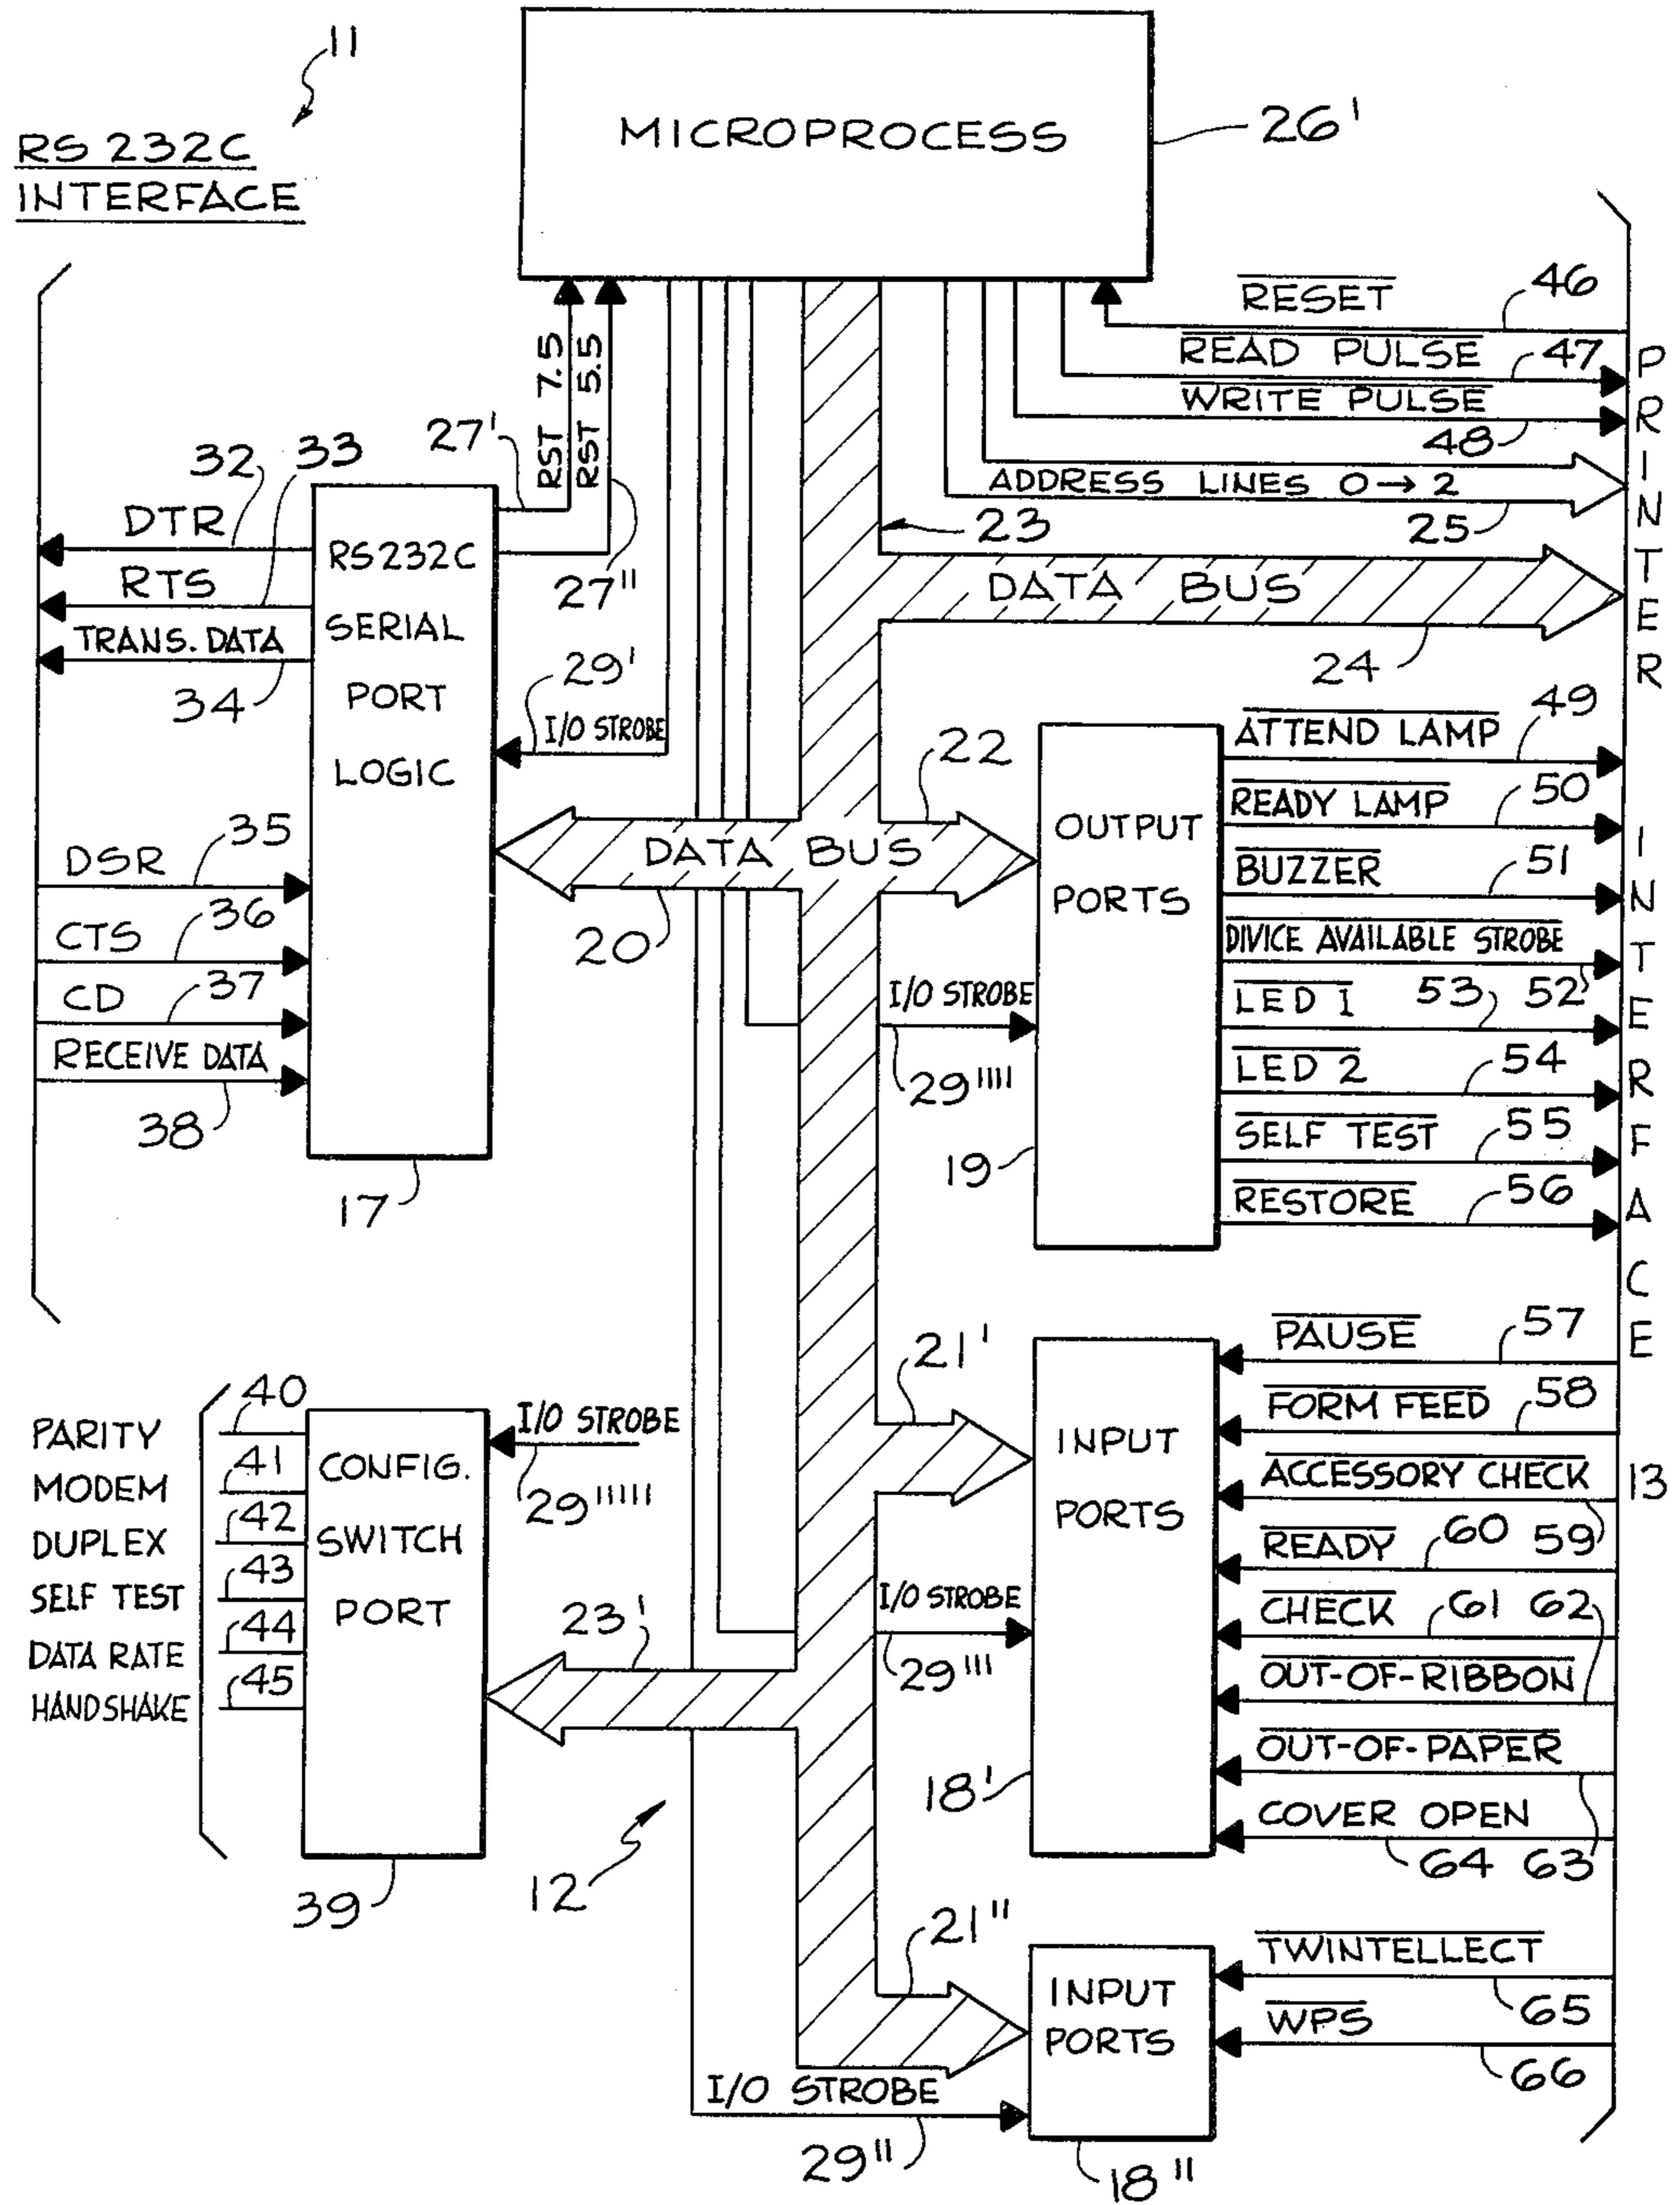 11
RS 232C
INTERFACE
MICROPROCESS
26'
RESET
46
READ PULSE
47
WRITE PULSE
48
ADDRESS LINES 0 → 2
25
RST 7.5
RST 5.5
27'
27"
23
DATA BUS
24
PRINTER INTERFACE
13
32
33
DTR
RTS
TRANS. DATA
34
RS232C
SERIAL
PORT
LOGIC
29'
I/O STROBE
DSR
35
CTS
36
CD
37
RECEIVE DATA
38
17
DATA BUS
20
22
OUTPUT
PORTS
19
I/O STROBE
29''''
ATTEND LAMP
49
READY LAMP
50
BUZZER
51
DIVICE AVAILABLE STROBE
52
LED 1
53
LED 2
54
SELF TEST
55
RESTORE
56
PARITY
40
MODEM
41
DUPLEX
42
SELF TEST
43
DATA RATE
44
HANDSHAKE
45
CONFIG.
SWITCH
PORT
39
I/O STROBE
29'''''
23'
12
21'
INPUT
PORTS
18'
I/O STROBE
29'''
PAUSE
57
FORM FEED
58
ACCESSORY CHECK
59
READY
60
CHECK
61
62
OUT-OF-RIBBON
OUT-OF-PAPER
63
COVER OPEN
64
21"
INPUT
PORTS
18"
I/O STROBE
29"
TWINTELLECT
65
WPS
66